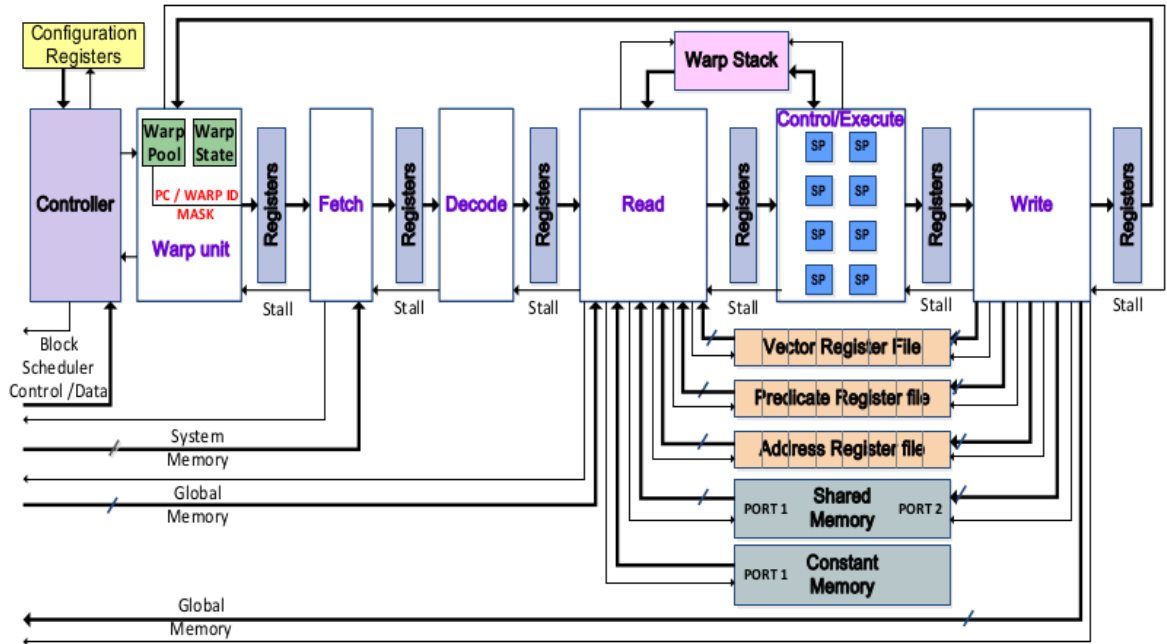 Configuration
Registers
Controller
Warp
Pool
Warp
State
PC / WARP ID
MASK
Warp unit
Registers
Fetch
Registers
Decode
Registers
Read
Warp Stack
Registers
Control/Execute
SP
SP
SP
SP
SP
SP
SP
SP
Registers
Write
Registers
Stall
Stall
Stall
Stall
Stall
Stall
Block
Scheduler
Control /Data
System
Memory
Global
Memory
Global
Memory
Vector Register File
Predicate Register file
Address Register file
PORT 1
Shared
Memory
PORT 2
PORT 1
Constant
Memory